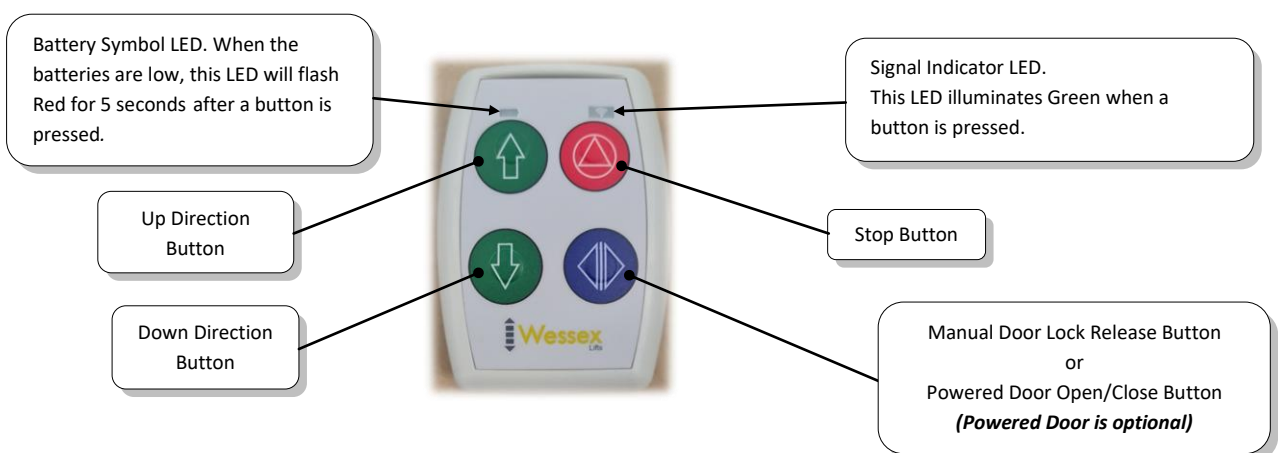 Battery Symbol LED. When the
batteries are low, this LED will flash
Red for 5 seconds after a button is
pressed.
Signal Indicator LED.
This LED illuminates Green when a
button is pressed.
Up Direction
Button
Stop Button
Down Direction
Button
Manual Door Lock Release Button
or
Powered Door Open/Close Button
(Powered Door is optional)
Wessex
Lifts